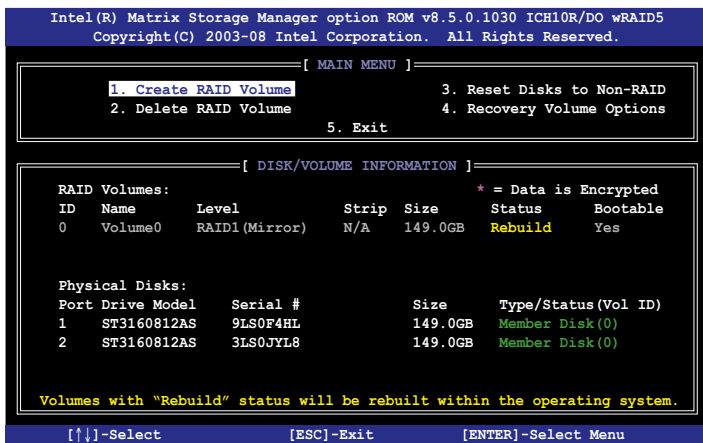 Intel(R) Matrix Storage Manager option ROM v8.5.0.1030 ICH10R/DO wRAID5
Copyright(C) 2003-08 Intel Corporation. All Rights Reserved.
[ MAIN MENU ]
1. Create RAID Volume 3. Reset Disks to Non-RAID
2. Delete RAID Volume 4. Recovery Volume Options
5. Exit
[ DISK/VOLUME INFORMATION ]
RAID Volumes: * = Data is Encrypted
ID Name Level Strip Size Status Bootable
0 Volume0 RAID1(Mirror) N/A 149.0GB Rebuild Yes
Physical Disks:
Port Drive Model Serial # Size Type/Status(Vol ID)
1 ST3160812AS 9LS0F4HL 149.0GB Member Disk(0)
2 ST3160812AS 3LS0JYL8 149.0GB Member Disk(0)
Volumes with “Rebuild” status will be rebuilt within the operating system.
[↑↓]-Select [ESC]-Exit [ENTER]-Select Menu